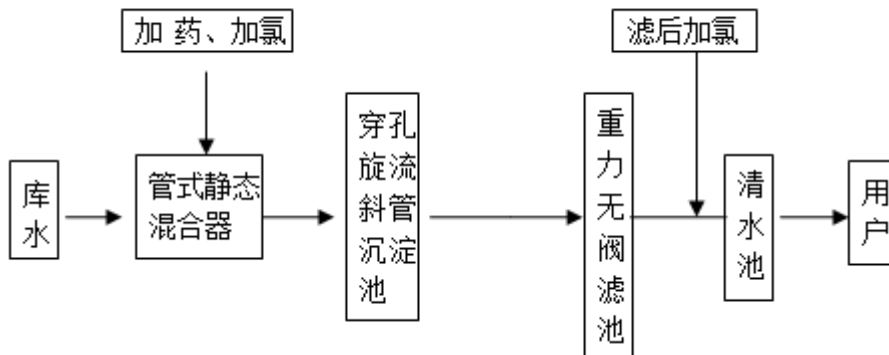 加 药、加氯
滤后加氯
库
水
管式静态
混合器
穿孔
旋流
斜管
沉淀
池
重
力
无
阀
滤
池
清
水
池
用
户